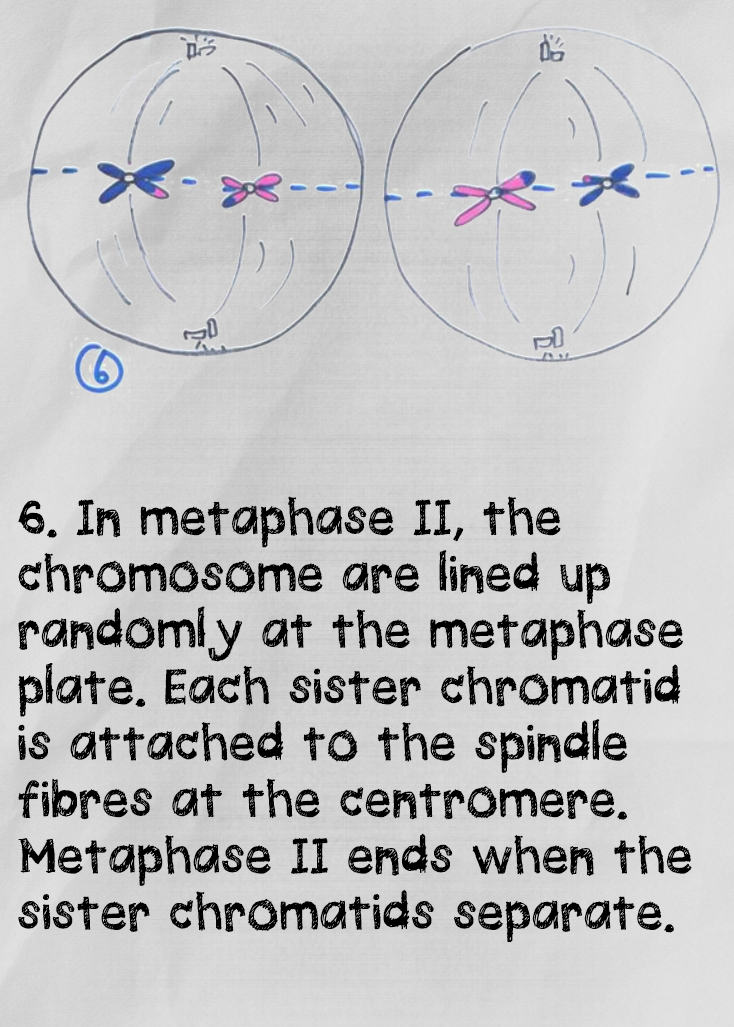 6
6. In metaphase II, the
chromosome are lined up
randomly at the metaphase
plate. Each sister chromatid
is attached to the spindle
fibres at the centromere.
Metaphase II ends when the
sister chromatids separate.